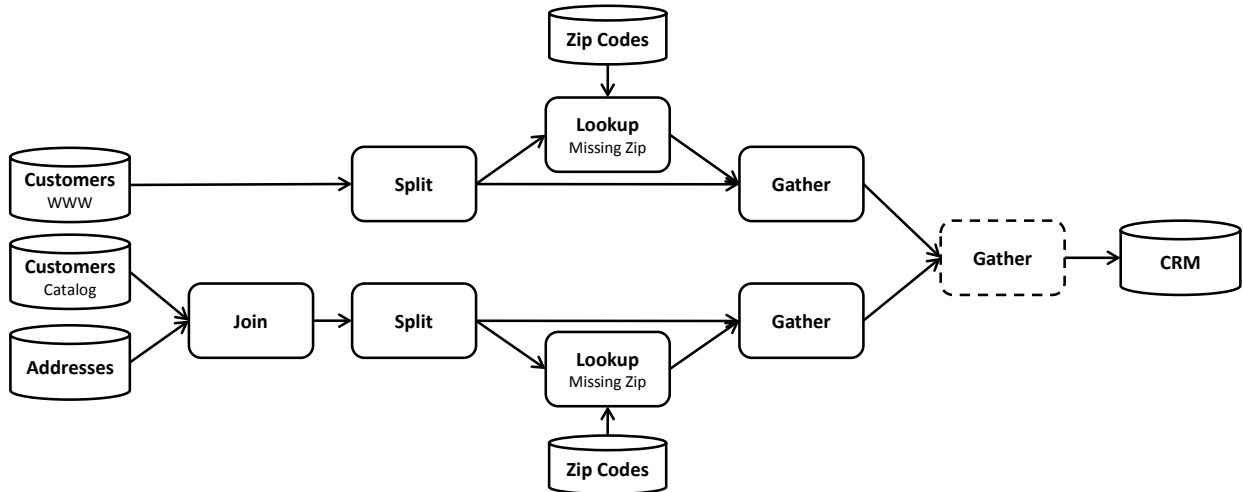 Zip Codes
Lookup
Missing Zip
Customers
WWW
Split
Gather
Customers
Catalog
Gather
CRM
Join
Split
Gather
Addresses
Lookup
Missing Zip
Zip Codes